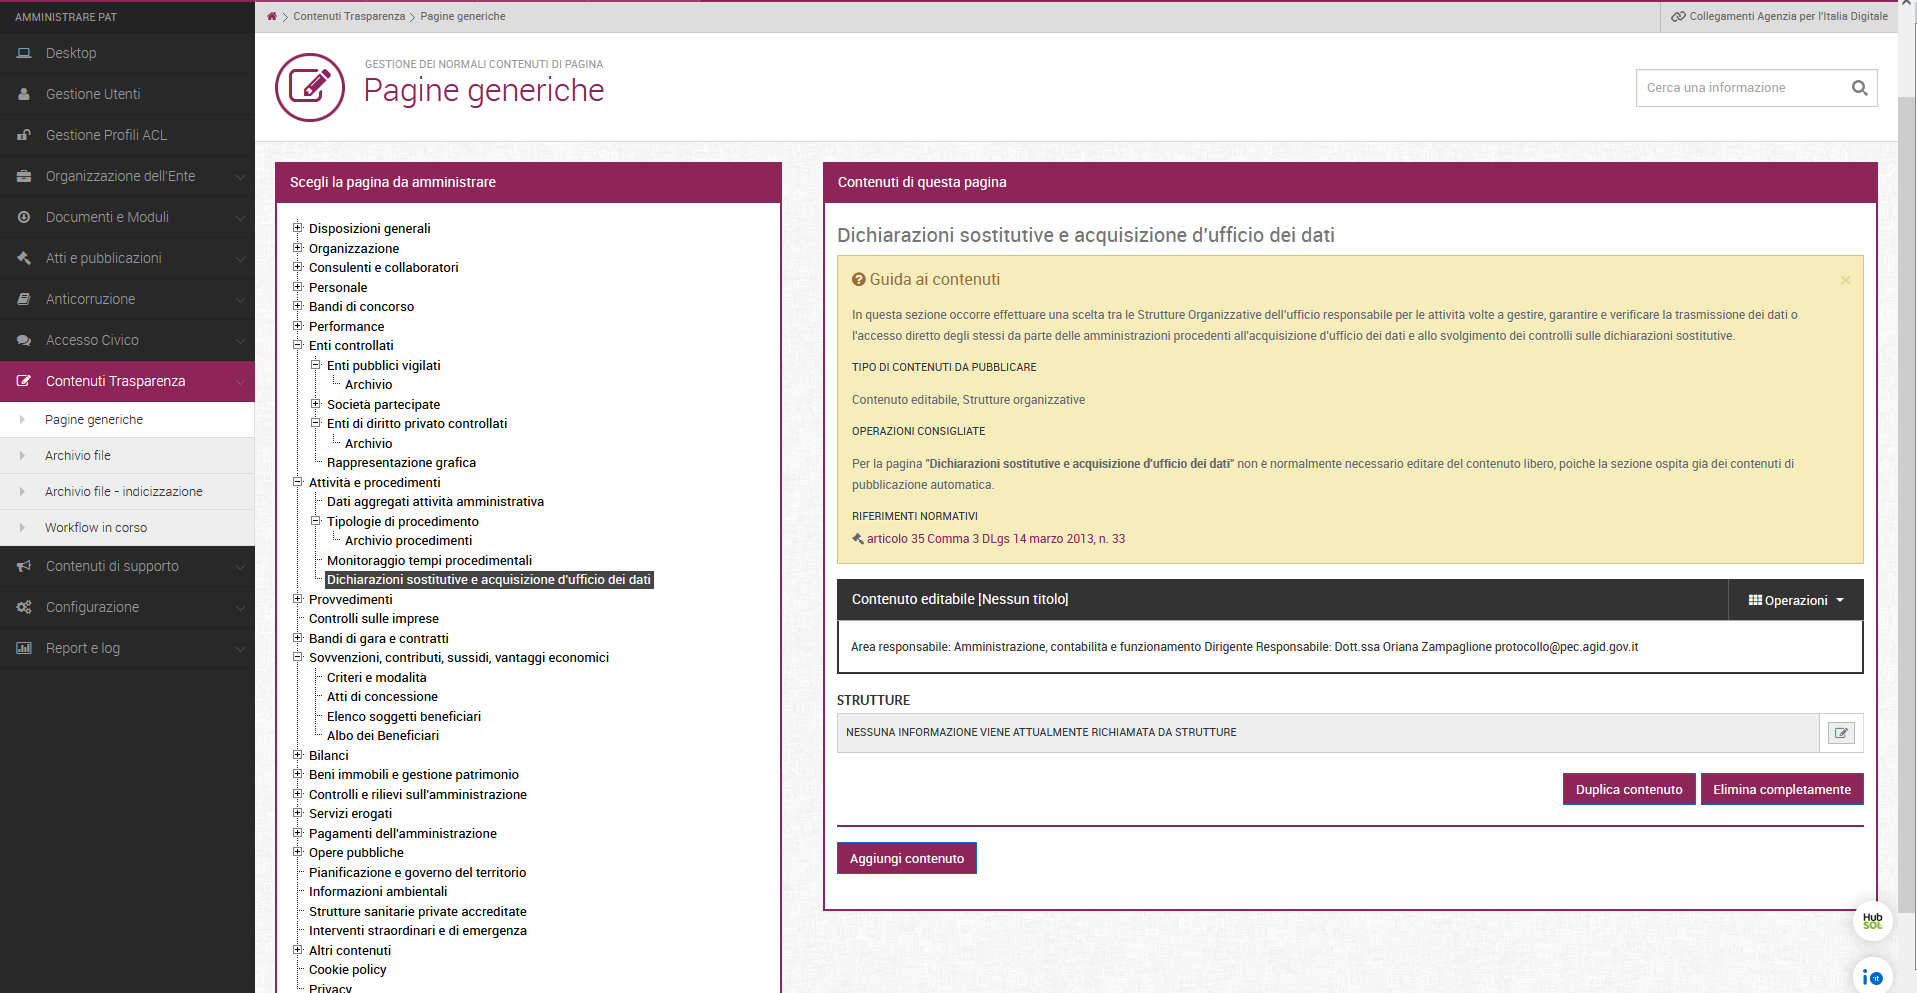 AMMINISTRARE PAT
Desktop
Gestione Utenti
Gestione Profili ACL
Organizzazione dell'Ente
Documenti e Moduli
Atti e pubblicazioni
Anticorruzione
Accesso Civico
Contenuti Trasparenza
Pagine generiche
Archivio file
Archivio file - indicizzazione
Workflow in corso
Contenuti di supporto
Configurazione
Report e log
Contenuti Trasparenza
Pagine generiche
Collegamenti Agenzia per l'Italia Digitale
GESTIONE DEI NORMALI CONTENUTI DI PAGINA
Pagine generiche
Cerca una informazione
Scegli la pagina da amministrare
Disposizioni generali
Organizzazione
Consulenti e collaboratori
Personale
Bandi di concorso
Performance
Enti controllati
Enti pubblici vigilati
Archivio
Società partecipate
Enti di diritto privato controllati
Archivio
Rappresentazione grafica
Attività e procedimenti
Dati aggregati attività amministrativa
Tipologie di procedimento
Archivio procedimenti
Monitoraggio tempi procedimentali
Dichiarazioni sostitutive e acquisizione d'ufficio dei dati
Provvedimenti
Controlli sulle imprese
Bandi di gara e contratti
Sovvenzioni, contributi, sussidi, vantaggi economici
Criteri e modalità
Atti di concessione
Elenco soggetti beneficiari
Albo dei Beneficiari
Bilanci
Beni immobili e gestione patrimonio
Controlli e rilievi sull'amministrazione
Servizi erogati
Pagamenti dell'amministrazione
Opere pubbliche
Pianificazione e governo del territorio
Informazioni ambientali
Strutture sanitarie private accreditate
Interventi straordinari e di emergenza
Altri contenuti
Cookie policy
Privacy
Contenuti di questa pagina
Dichiarazioni sostitutive e acquisizione d'ufficio dei dati
Guida ai contenuti
×
In questa sezione occorre effettuare una scelta tra le Strutture Organizzative dell'ufficio responsabile per le attività volte a gestire, garantire e verificare la trasmissione dei dati o
l'accesso diretto degli stessi da parte delle amministrazioni procedenti all'acquisizione d'ufficio dei dati e allo svolgimento dei controlli sulle dichiarazioni sostitutive.
TIPO DI CONTENUTI DA PUBBLICARE
Contenuto editabile, Strutture organizzative
OPERAZIONI CONSIGLIATE
Per la pagina "Dichiarazioni sostitutive e acquisizione d'ufficio dei dati" non è normalmente necessario editare del contenuto libero, poichè la sezione ospita già dei contenuti di
pubblicazione automatica.
RIFERIMENTI NORMATIVI
articolo 35 Comma 3 DLgs 14 marzo 2013, n. 33
Contenuto editabile [Nessun titolo]
Operazioni
Area responsabile: Amministrazione, contabilità e funzionamento Dirigente Responsabile: Dott.ssa Oriana Zampaglione protocollo@pec.agid.gov.it
STRUTTURE
NESSUNA INFORMAZIONE VIENE ATTUALMENTE RICHIAMATA DA STRUTTURE
Duplica contenuto
Elimina completamente
Aggiungi contenuto
Hub
SOL